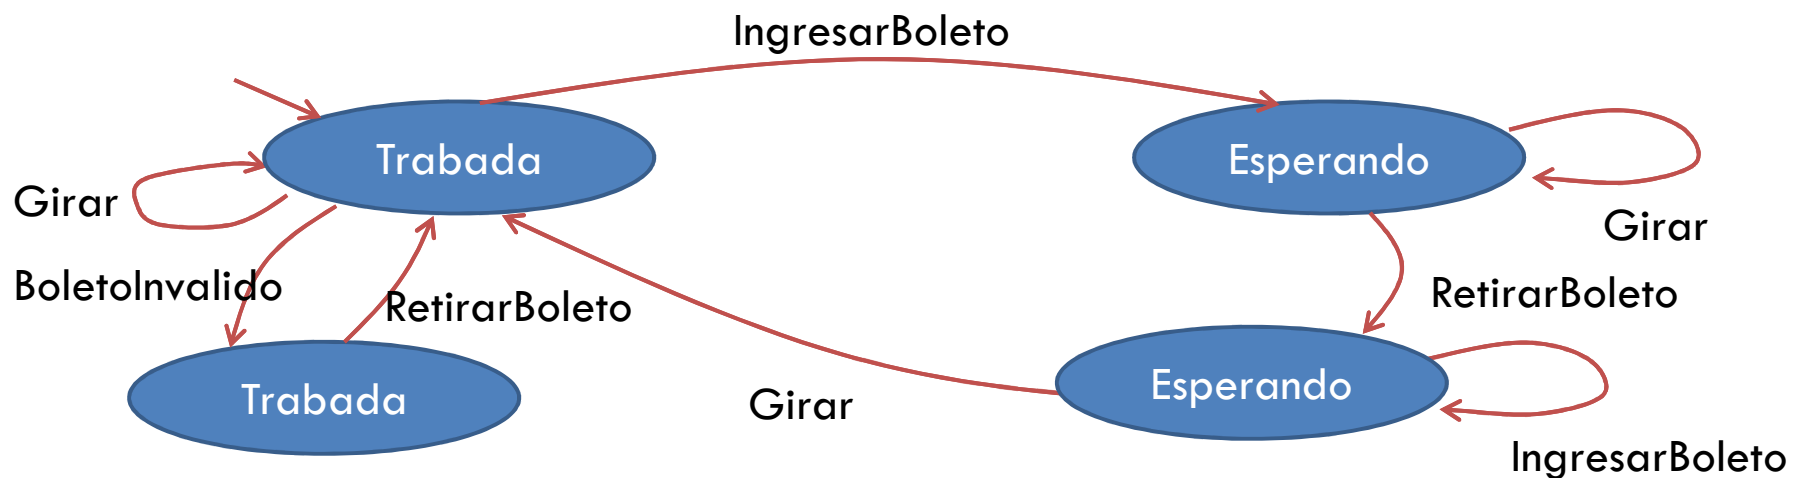 IngresarBoleto
Trabada
Esperando
Girar
Girar
BoletoInvalido
RetirarBoleto
RetirarBoleto
Trabada
Girar
Esperando
IngresarBoleto